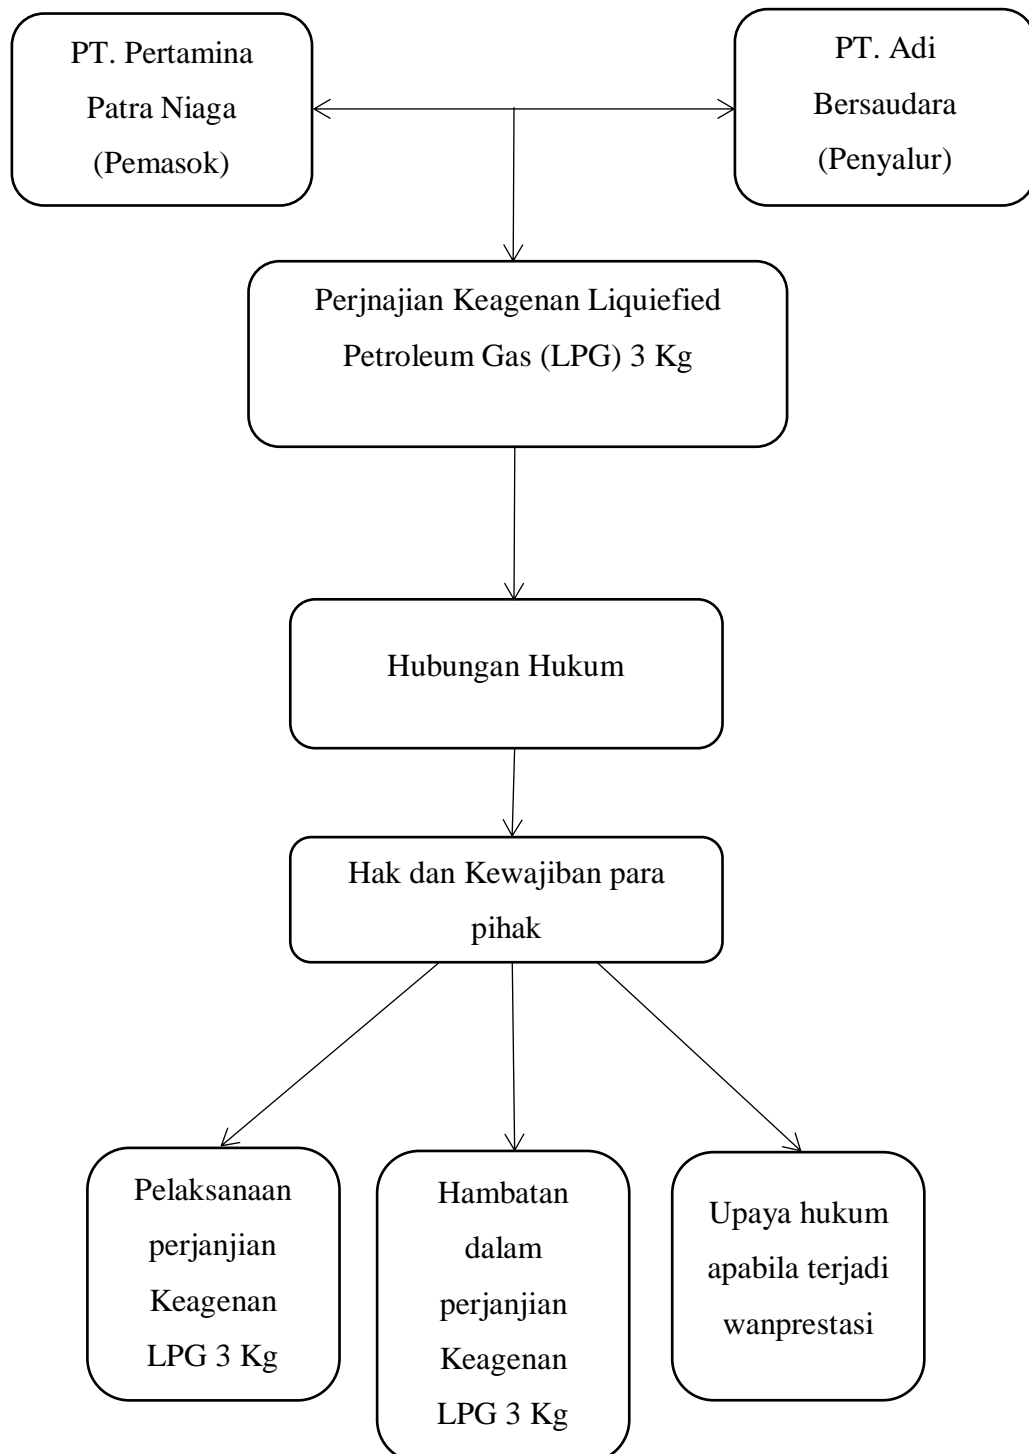 PT. Pertamina
Patra Niaga
(Pemasok)
PT. Adi
Bersaudara
(Penyalur)
Perjnajian Keagenan Liquiefied
Petroleum Gas (LPG) 3 Kg
Hubungan Hukum
Hak dan Kewajiban para
pihak
Pelaksanaan
perjanjian
Keagenan
LPG 3 Kg
Hambatan
dalam
perjanjian
Keagenan
LPG 3 Kg
Upaya hukum
apabila terjadi
wanprestasi